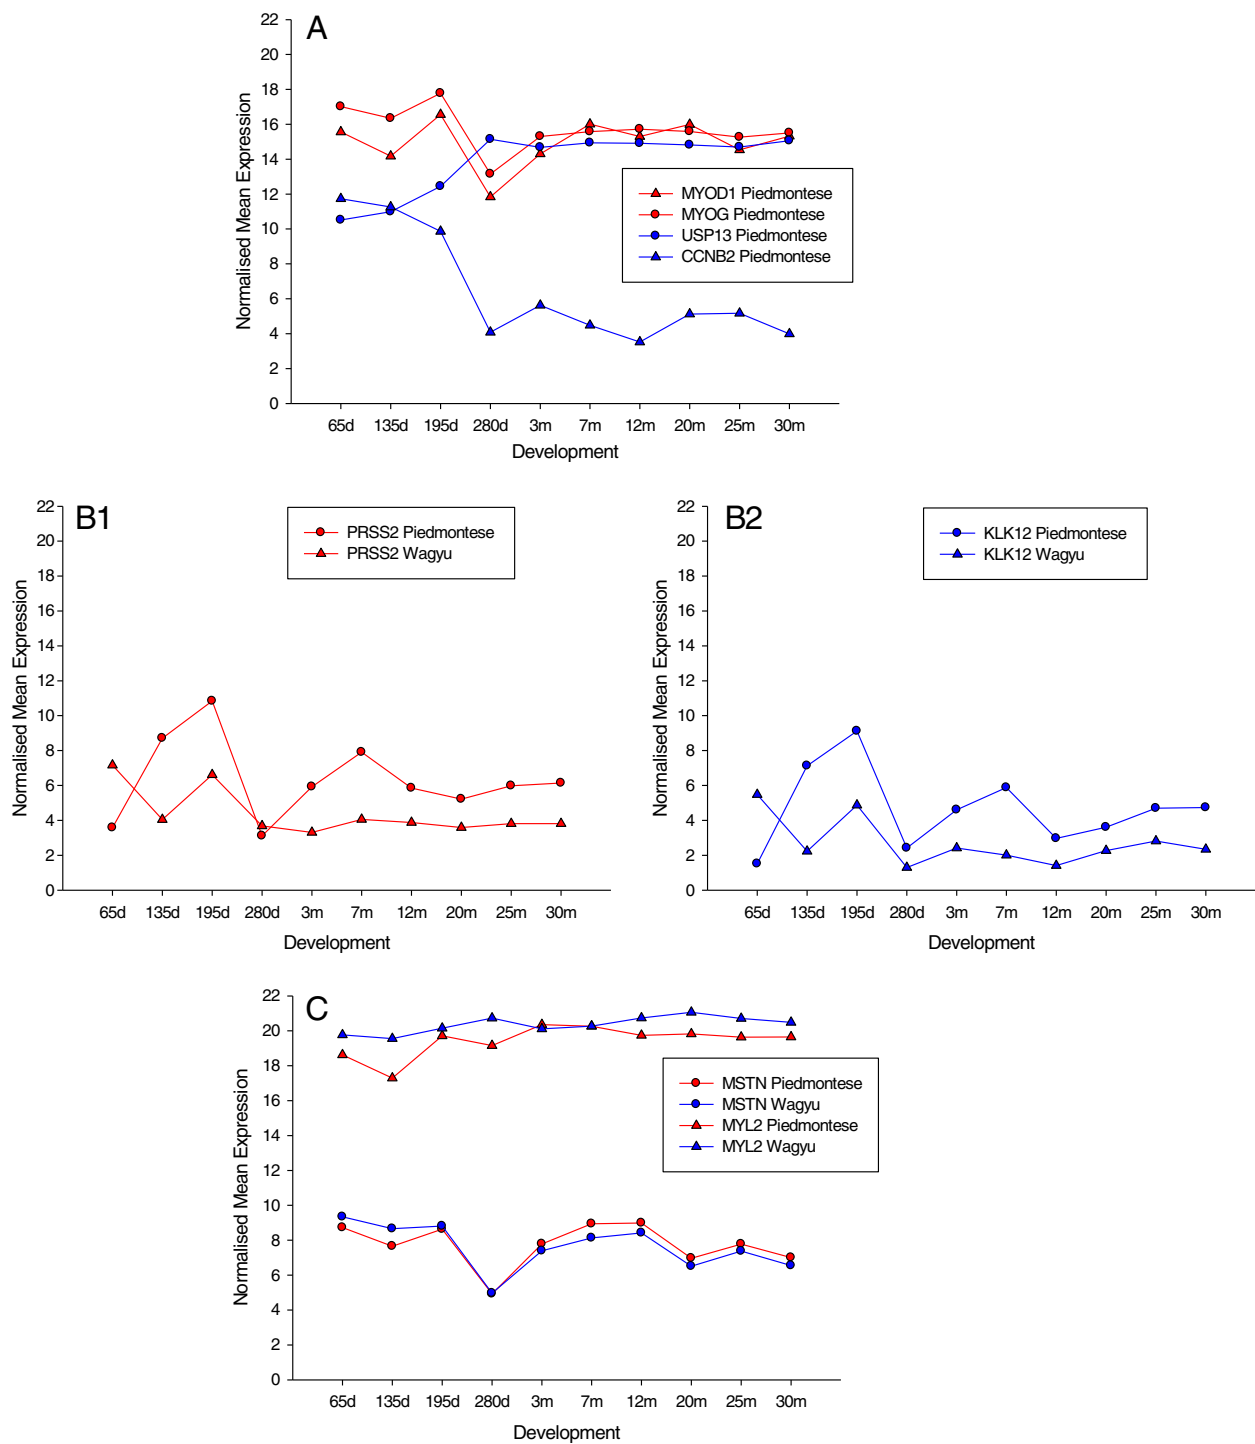 A
22
20
18
16
14
12
10
8
6
4
2
0
Normalised Mean Expression
MYOD1 Piedmontese
MYOG Piedmontese
USP13 Piedmontese
CCNB2 Piedmontese
65d 135d 195d 280d 3m 7m 12m 20m 25m 30m
Development
B1
22
20
18
16
14
12
10
8
6
4
2
0
Normalised Mean Expression
PRSS2 Piedmontese
PRSS2 Wagyu
65d 135d 195d 280d 3m 7m 12m 20m 25m 30m
Development
B2
22
20
18
16
14
12
10
8
6
4
2
0
Normalised Mean Expression
KLK12 Piedmontese
KLK12 Wagyu
65d 135d 195d 280d 3m 7m 12m 20m 25m 30m
Development
C
22
20
18
16
14
12
10
8
6
4
2
0
Normalised Mean Expression
MSTN Piedmontese
MSTN Wagyu
MYL2 Piedmontese
MYL2 Wagyu
65d 135d 195d 280d 3m 7m 12m 20m 25m 30m
Development